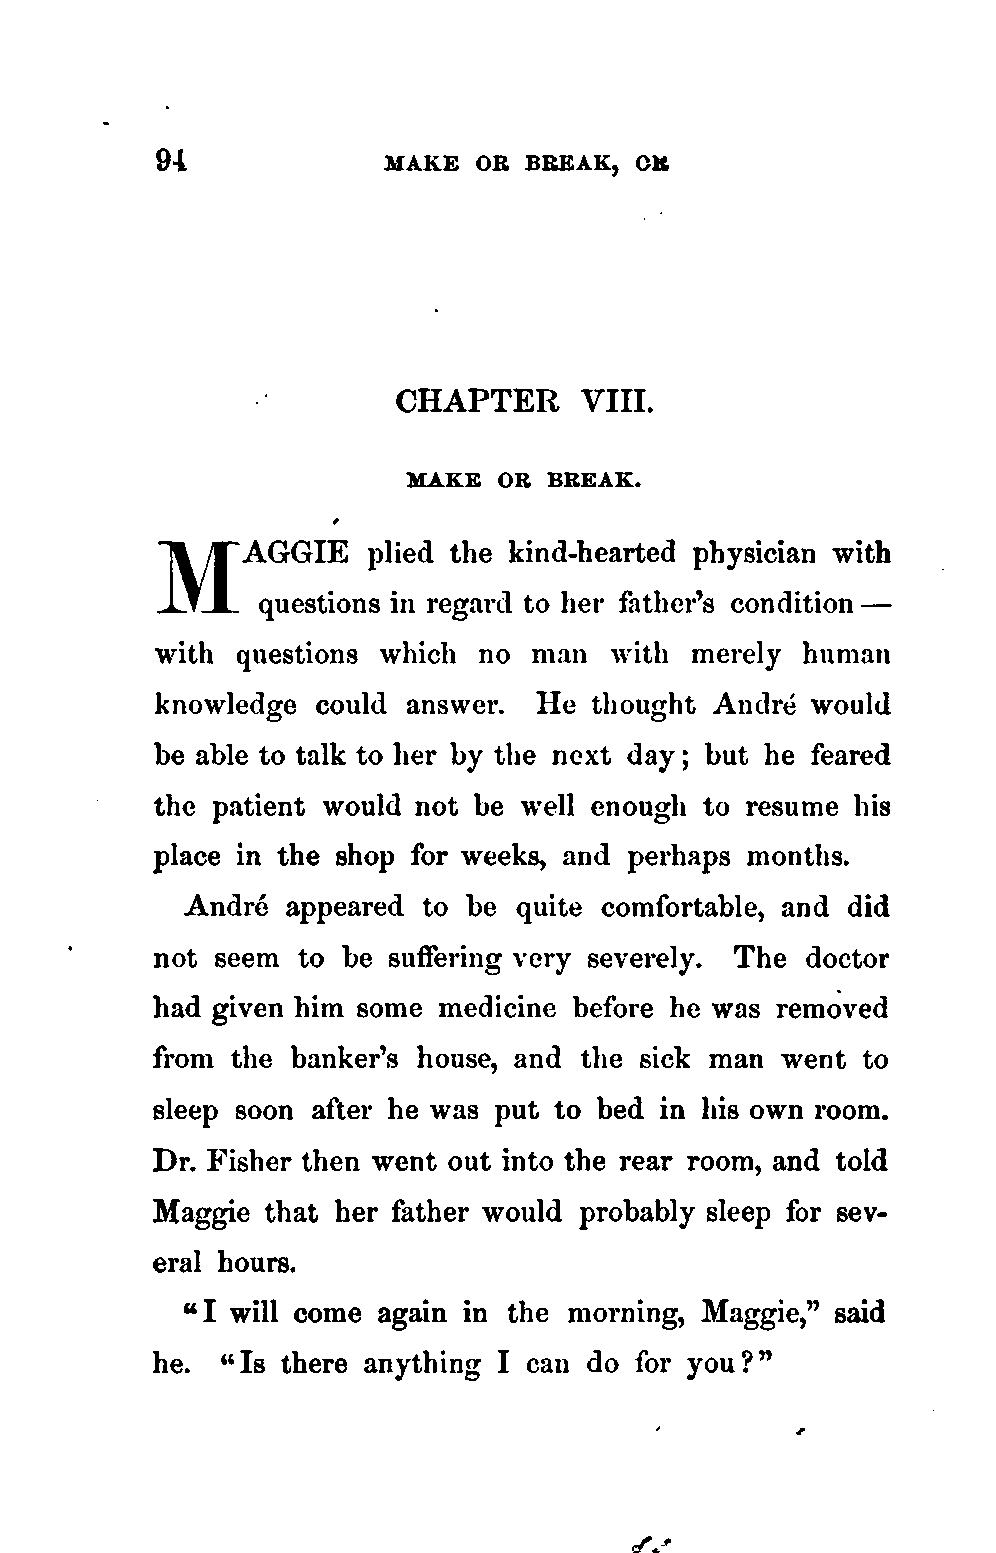 94 MAKE OR BREAK, OR
CHAPTER VIII.
MAKE OR BREAK.
MAGGIE plied the kind-hearted physician with
questions in regard to her father's condition —
with questions which no man with merely human
knowledge could answer. He thought André would
be able to talk to her by the next day; but he feared
the patient would not be well enough to resume his
place in the shop for weeks, and perhaps months.
André appeared to be quite comfortable, and did
not seem to be suffering very severely. The doctor
had given him some medicine before he was removed
from the banker's house, and the sick man went to
sleep soon after he was put to bed in his own room.
Dr. Fisher then went out into the rear room, and told
Maggie that her father would probably sleep for sev-
eral hours.
"I will come again in the morning, Maggie," said
he. "Is there anything I can do for you?"